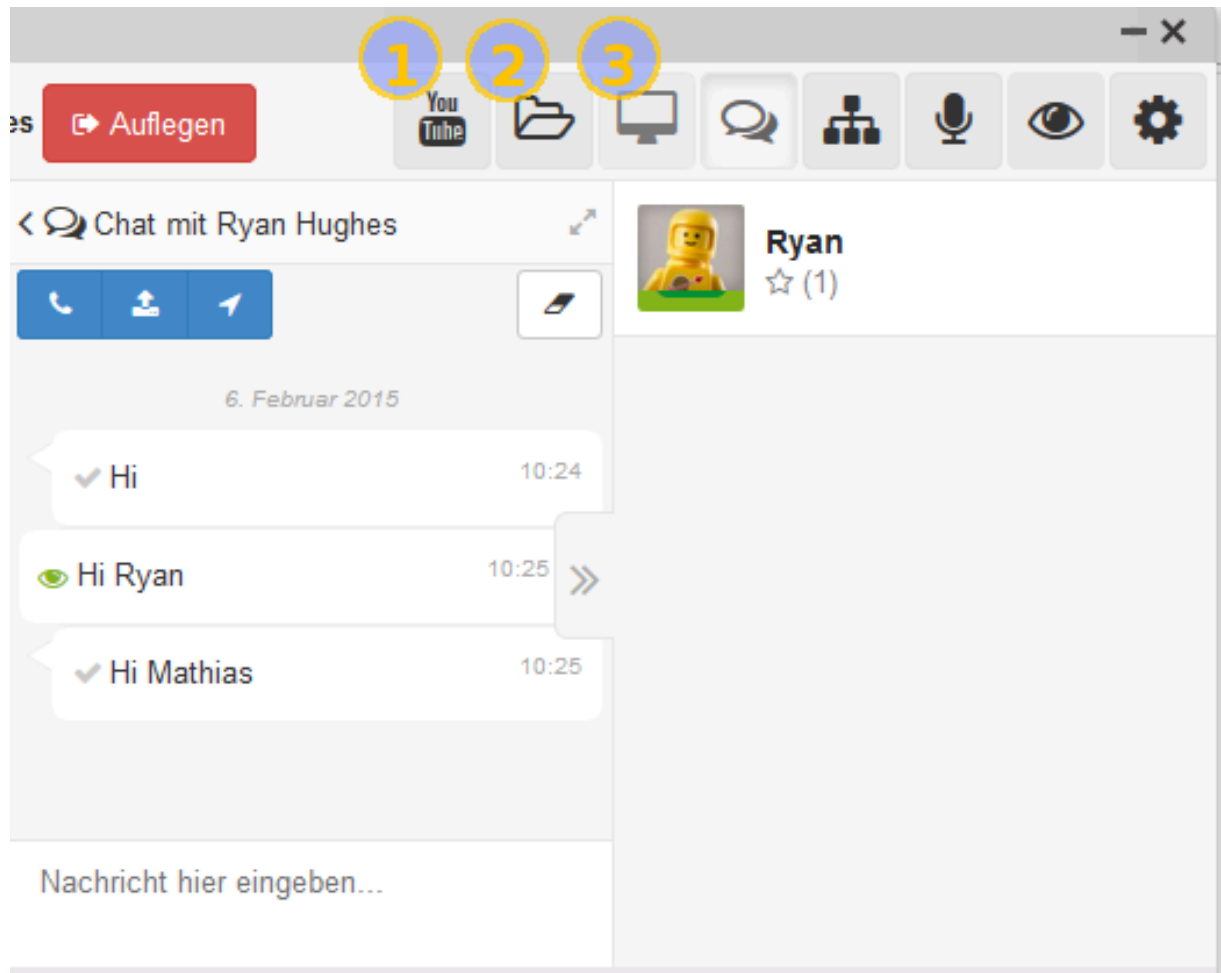 1 2 3
es Auflegen You
Tube
Chat mit Ryan Hughes
Ryan
(1)
6. Februar 2015
Hi 10:24
Hi Ryan 10:25
Hi Mathias 10:25
Nachricht hier eingeben...